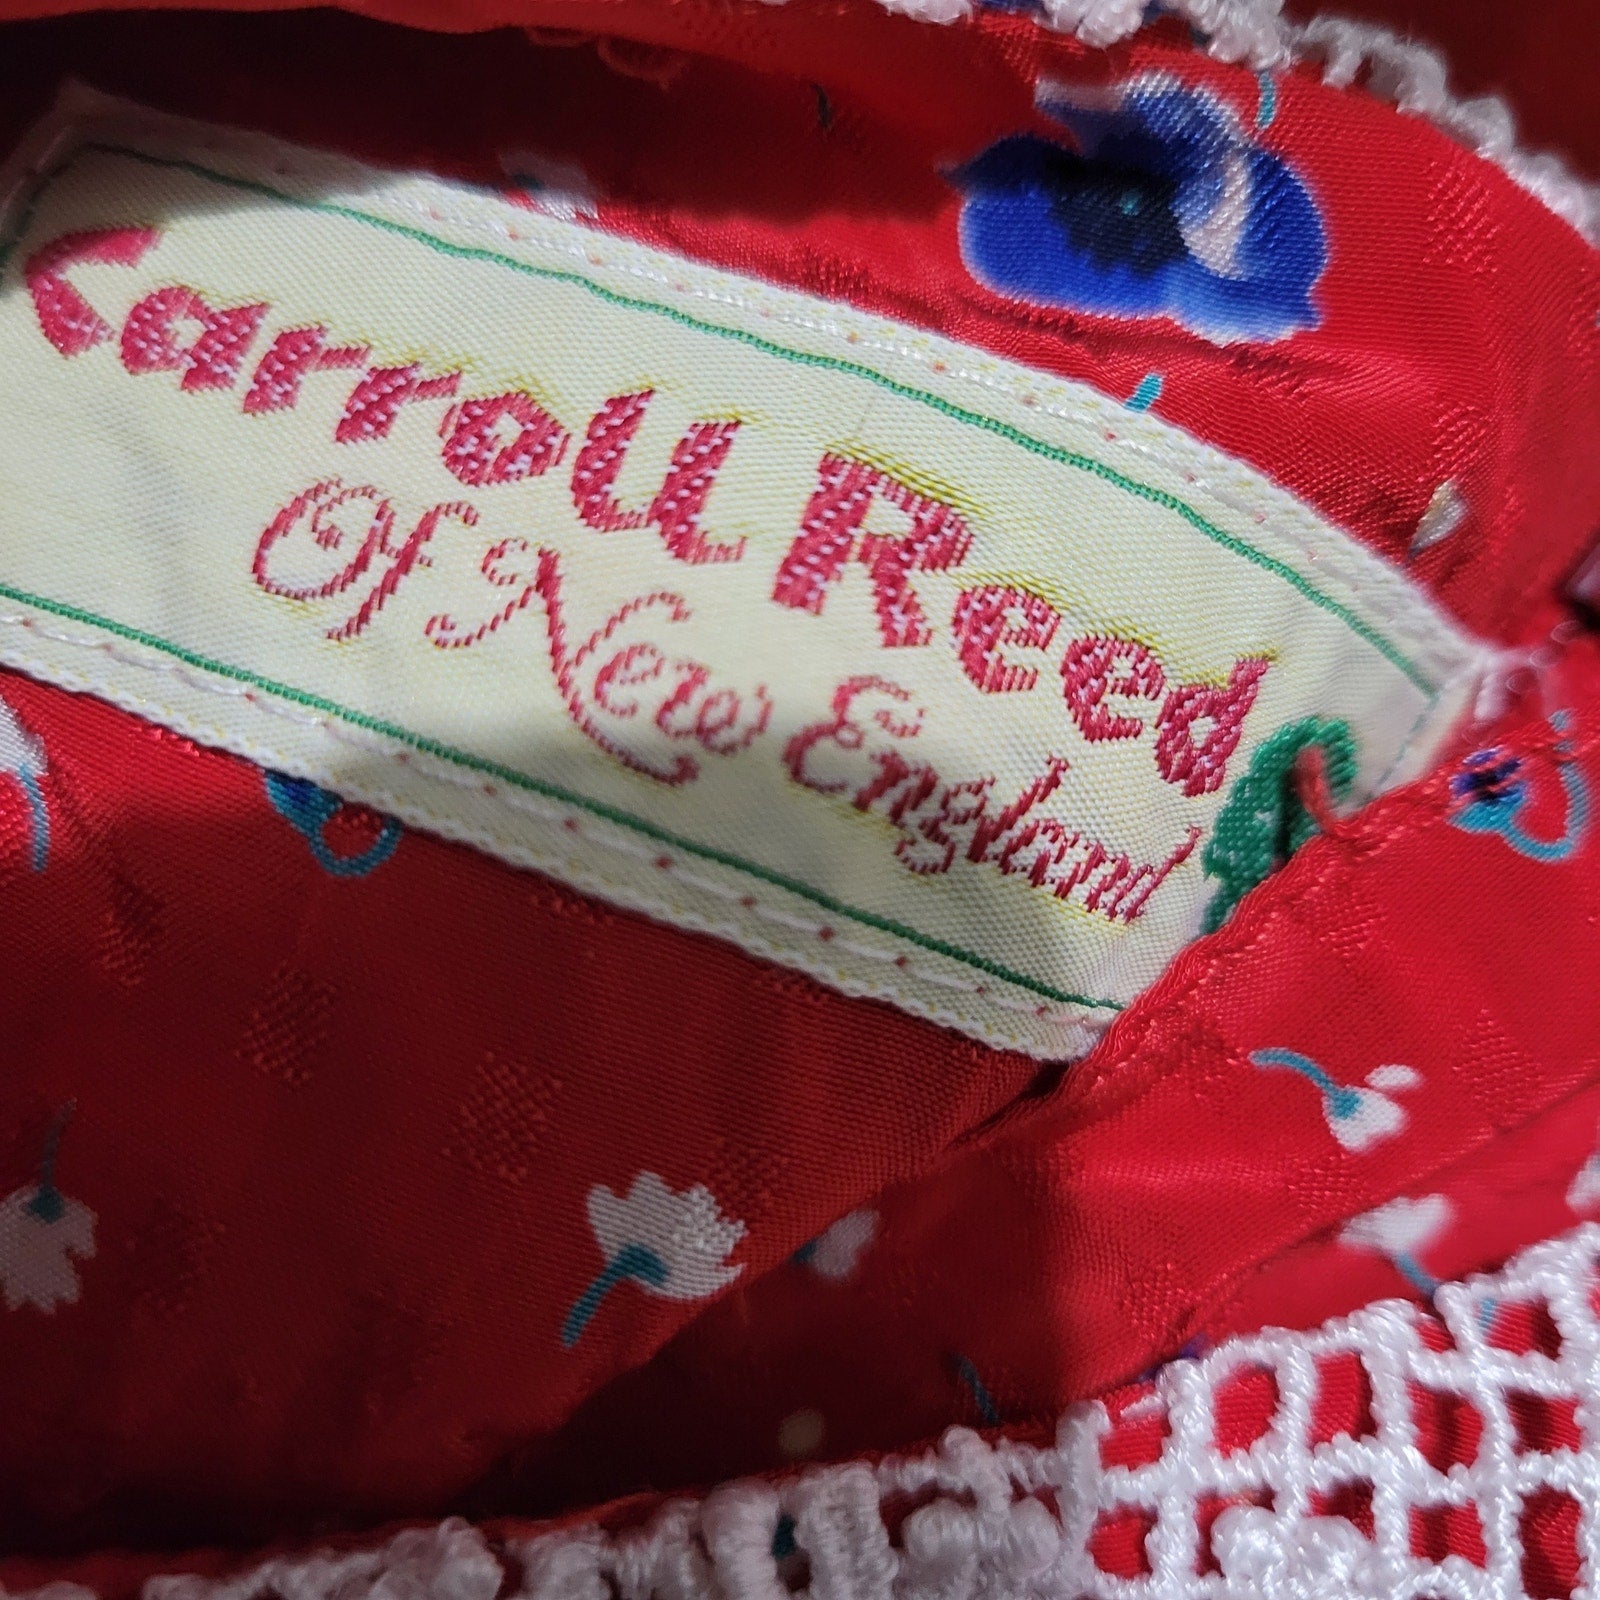 Carroll Reed
Of New England